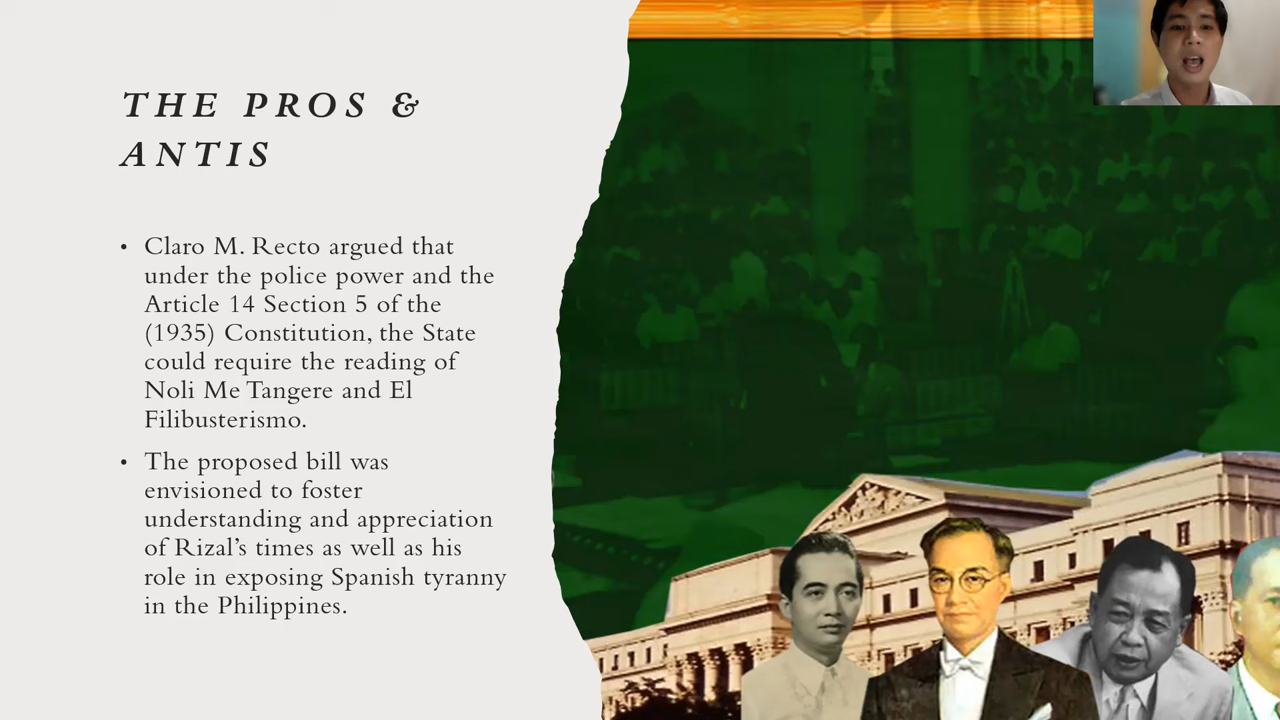 THE PROS &
ANTIS
• Claro M. Recto argued that
under the police power and the
Article 14 Section 5 of the
(1935) Constitution, the State
could require the reading of
Noli Me Tangere and El
Filibusterismo.
• The proposed bill was
envisioned to foster
understanding and appreciation
of Rizal's times as well as his
role in exposing Spanish tyranny
in the Philippines.